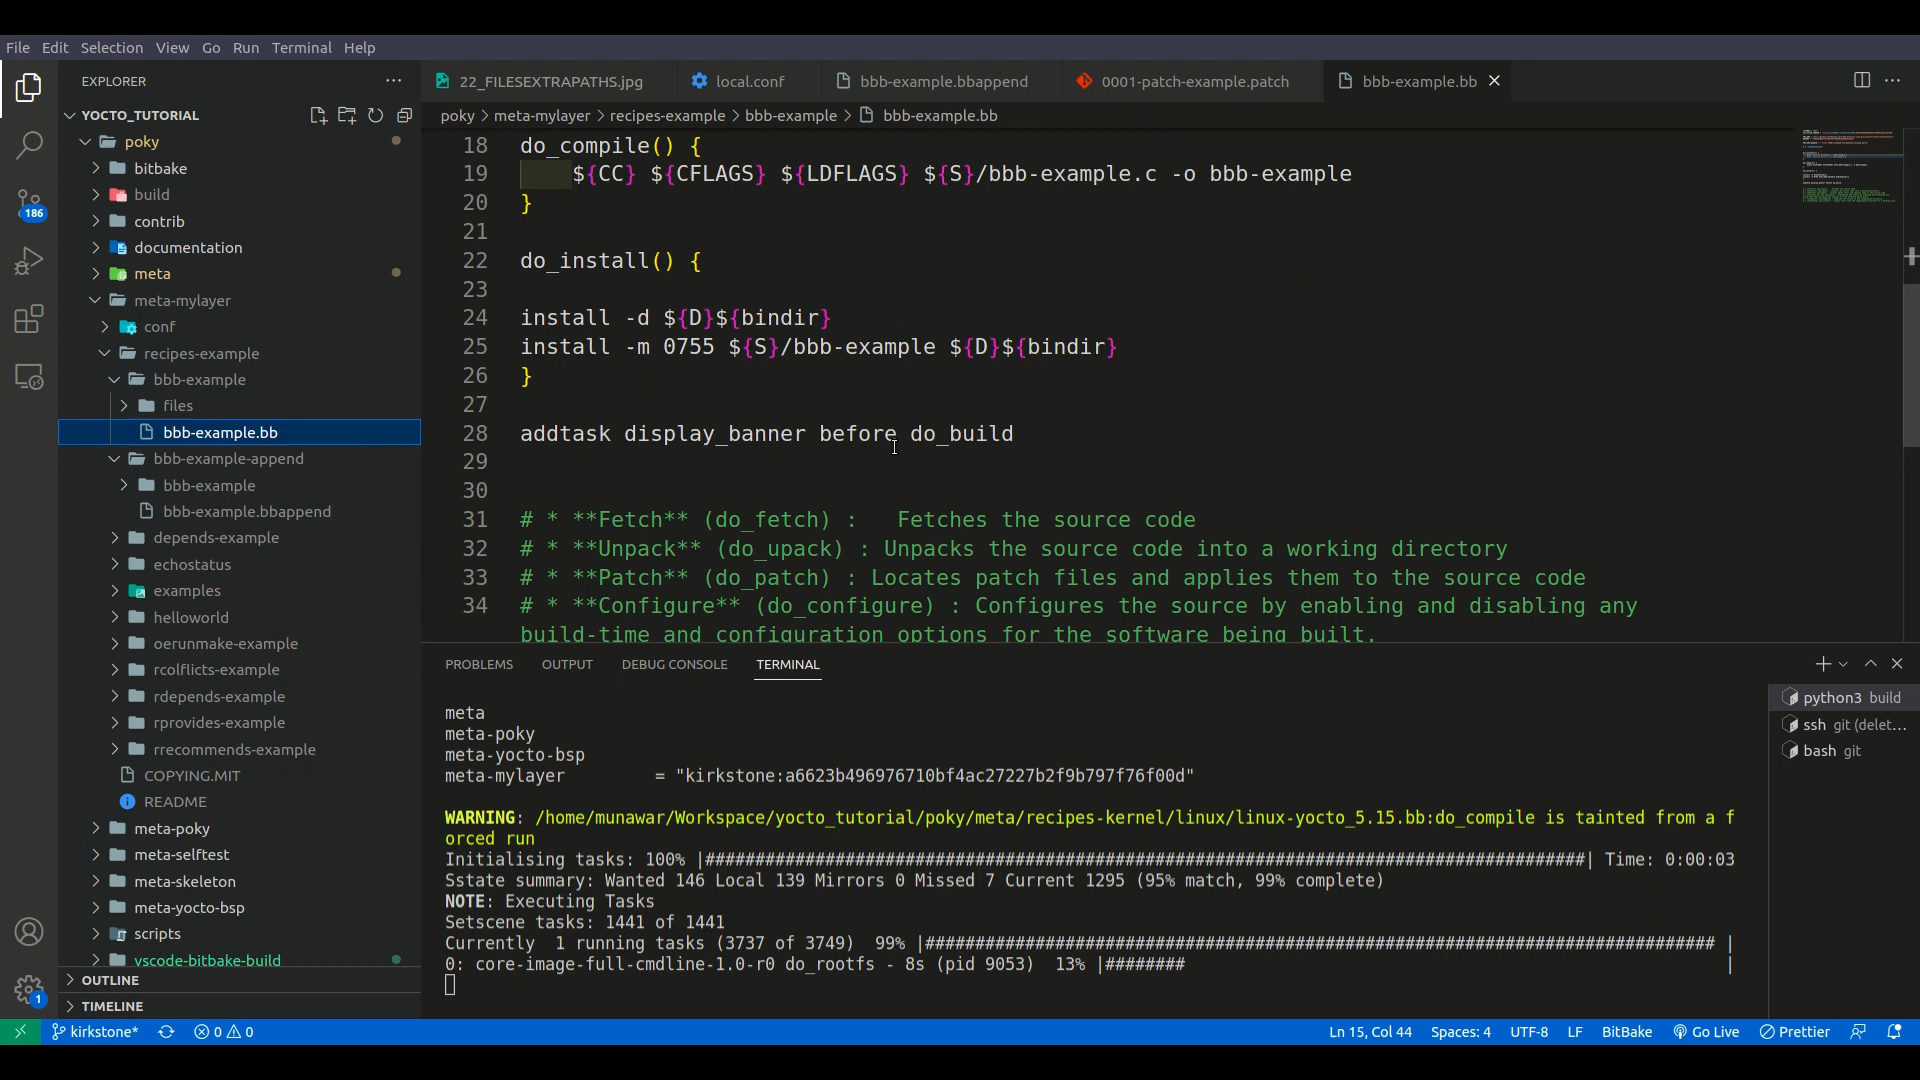 File Edit Selection View Go Run Terminal Help
EXPLORER
YOCTO_TUTORIAL
poky
bitbake
build
contrib
documentation
meta
meta-mylayer
conf
recipes-example
bbb-example
files
bbb-example.bb
bbb-example-append
bbb-example
bbb-example.bbappend
depends-example
echostatus
examples
helloworld
oerunmake-example
rcolflicts-example
rdepends-example
rprovides-example
rrecommends-example
COPYING.MIT
README
meta-poky
meta-selftest
meta-skeleton
meta-yocto-bsp
scripts
vscode-bitbake-build
OUTLINE
TIMELINE
186
1
22_FILESEXTRAPATHS.jpg local.conf bbb-example.bbappend 0001-patch-example.patch bbb-example.bb
poky > meta-mylayer > recipes-example > bbb-example > bbb-example.bb
18 do_compile() {
19 ${CC} ${CFLAGS} ${LDFLAGS} ${S}/bbb-example.c -o bbb-example
20 }
21
22 do_install() {
23
24 install -d ${D}${bindir}
25 install -m 0755 ${S}/bbb-example ${D}${bindir}
26 }
27
28 addtask display_banner before do_build
29
30
31 # * **Fetch** (do_fetch) :   Fetches the source code
32 # * **Unpack** (do_upack) : Unpacks the source code into a working directory
33 # * **Patch** (do_patch) : Locates patch files and applies them to the source code
34 # * **Configure** (do_configure) : Configures the source by enabling and disabling any
build-time and configuration options for the software being built.
PROBLEMS OUTPUT DEBUG CONSOLE TERMINAL
meta
meta-poky
meta-yocto-bsp
meta-mylayer         = "kirkstone:a6623b496976710bf4ac27227b2f9b797f76f00d"
WARNING: /home/munawar/Workspace/yocto_tutorial/poky/meta/recipes-kernel/linux/linux-yocto_5.15.bb:do_compile is tainted from a f
orced run
Initialising tasks: 100% |########################################################################################| Time: 0:00:03
Sstate summary: Wanted 146 Local 139 Mirrors 0 Missed 7 Current 1295 (95% match, 99% complete)
NOTE: Executing Tasks
Setscene tasks: 1441 of 1441
Currently  1 running tasks (3737 of 3749)  99% |############################################################################### |
0: core-image-full-cmdline-1.0-r0 do_rootfs - 8s (pid 9053)  13% |########                                                      |
python3 build
ssh git (delet...
bash git
kirkstone* 0 0 Ln 15, Col 44 Spaces: 4 UTF-8 LF BitBake Go Live Prettier